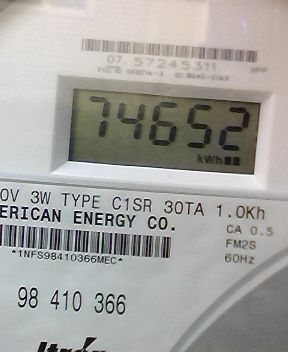 07 57245311
74652
kWh
0V 3W TYPE C1SR 30TA 1.0Kh
ERICAN ENERGY CO.
CA 0.5
FM2S
60Hz
*1NFS98410366MEC*
98 410 366
Itron